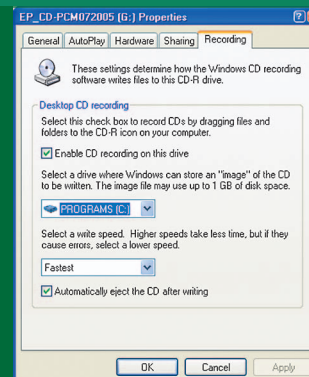 EP_CD-PCM072005 (G:) Properties
General AutoPlay Hardware Sharing Recording
These settings determine how the Windows CD recording
software writes files to this CD-R drive.
Desktop CD recording
Select this check box to record CDs by dragging files and
folders to the CD-R icon on your computer.
Enable CD recording on this drive
Select a drive where Windows can store an "image" of the CD
to be written. The image file may use up to 1 GB of disk space.
PROGRAMS (C:)
Select a write speed. Higher speeds take less time, but if they
cause errors, select a lower speed.
Fastest
Automatically eject the CD after writing
OK Cancel Apply